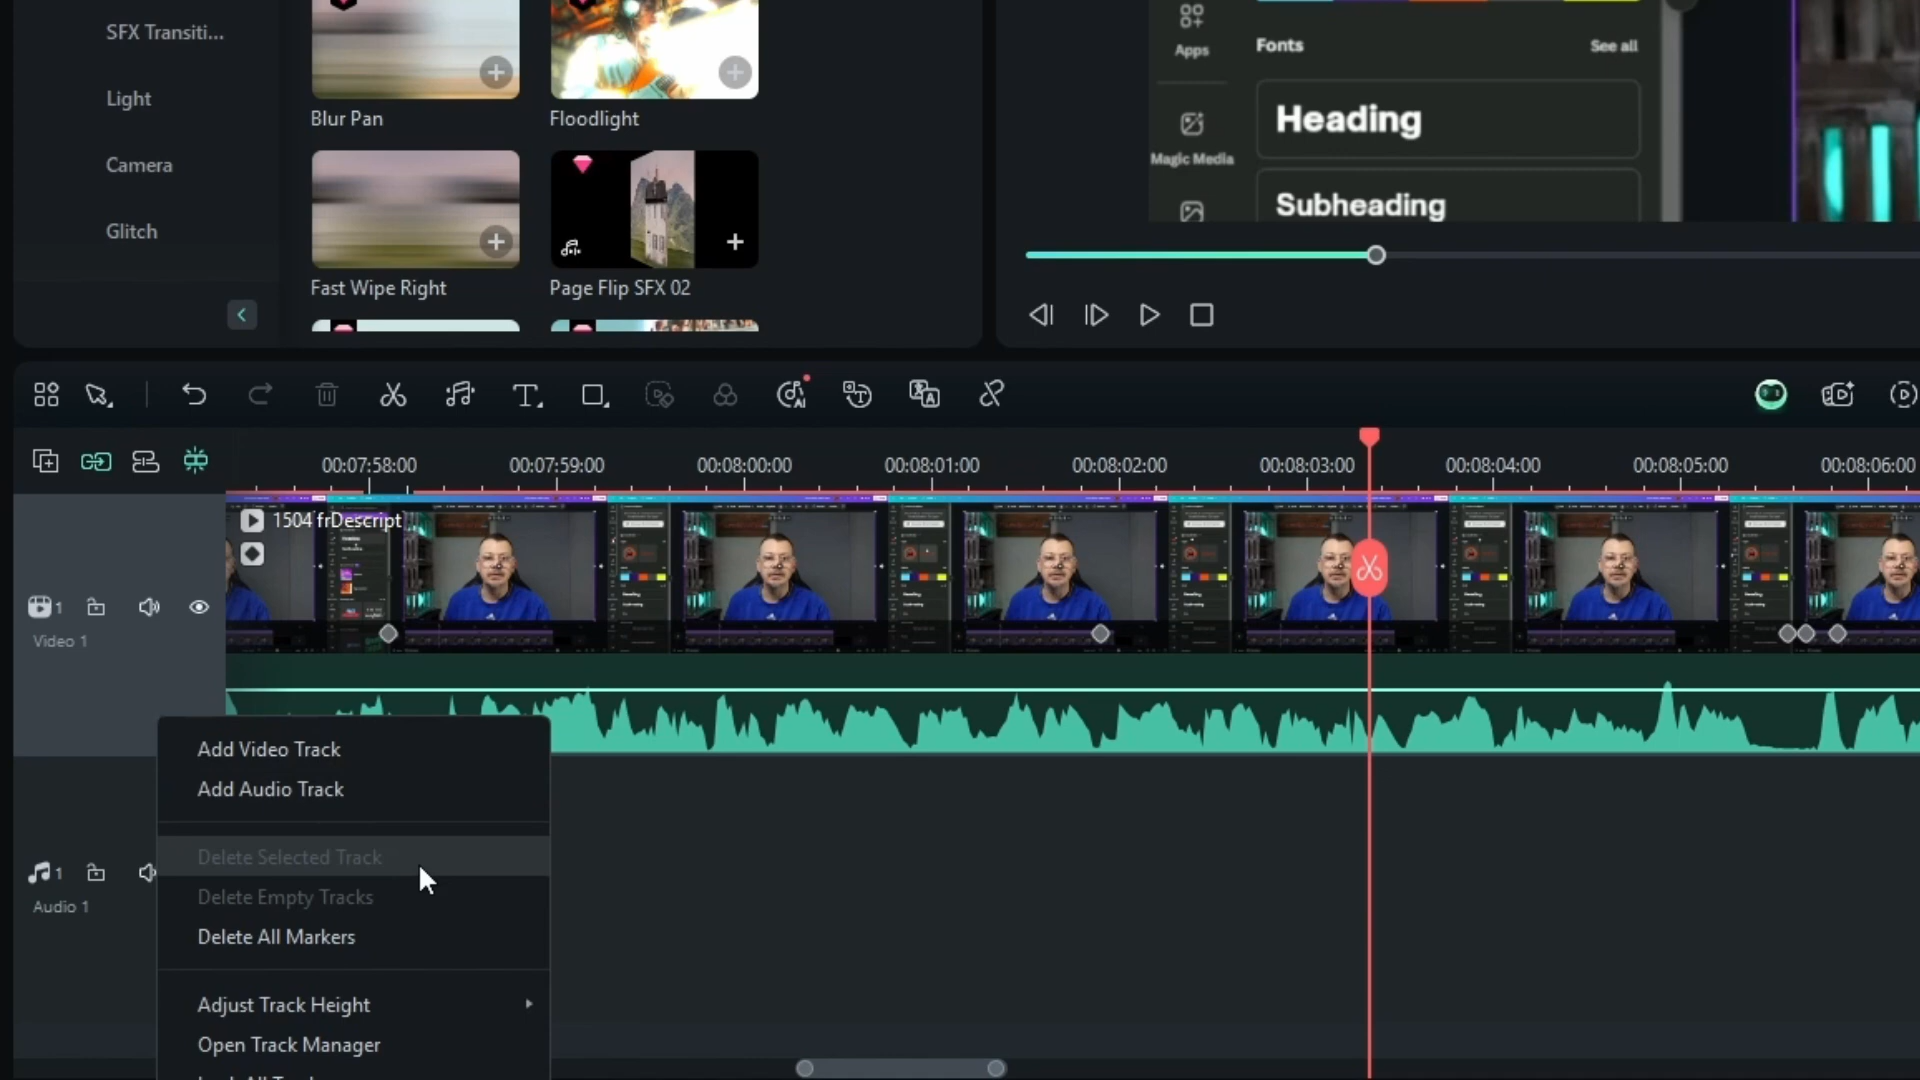 SFX Transiti...
Light
Camera
Glitch
Blur Pan
Floodlight
Fast Wipe Right
Page Flip SFX 02
Apps
Fonts
See all
Heading
Magic Media
Subheading
00:07:58:00
00:07:59:00
00:08:00:00
00:08:01:00
00:08:02:00
00:08:03:00
00:08:04:00
00:08:05:00
00:08:06:00
1504 frDescript
1
Video 1
Add Video Track
Add Audio Track
Delete Selected Track
Delete Empty Tracks
Delete All Markers
Adjust Track Height
Open Track Manager
1
Audio 1